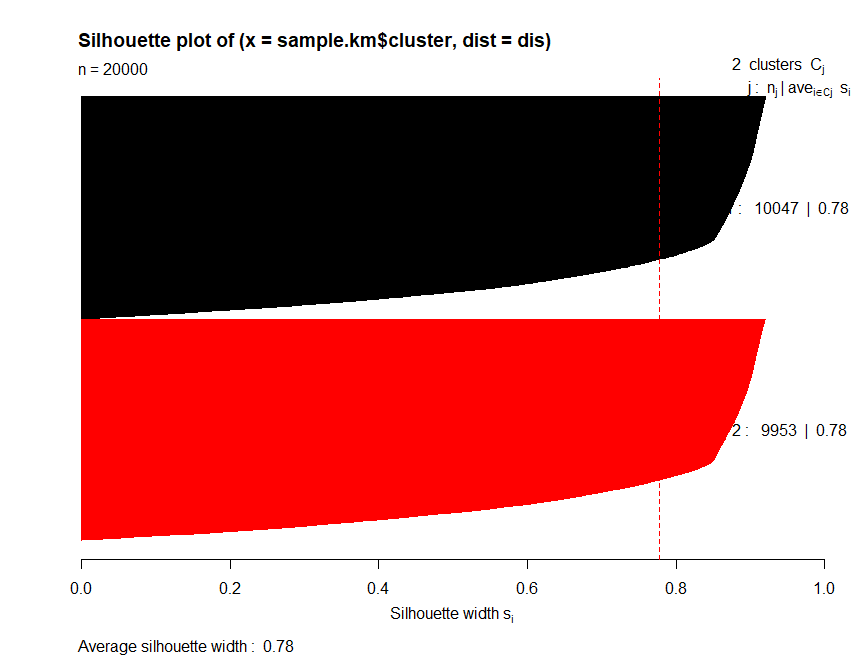 Silhouette plot of (x = sample.km$cluster, dist = dis)
n = 20000
2 clusters Cj
j : nj | avei∈Cj si
: 10047 | 0.78
2 : 9953 | 0.78
0.0 0.2 0.4 0.6 0.8 1.0
Silhouette width si
Average silhouette width : 0.78